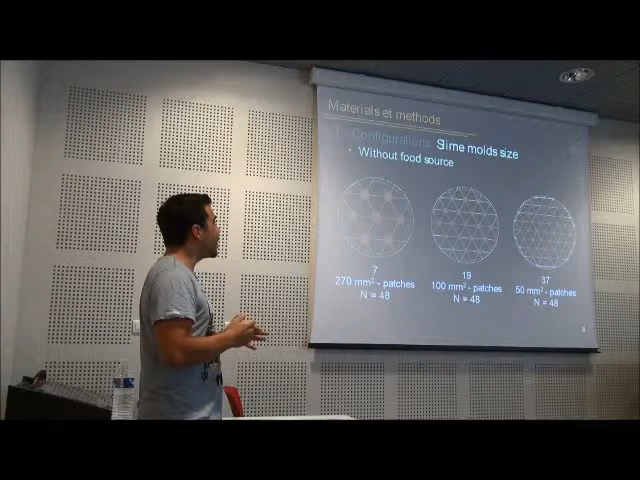 Materials et methods
Configurations: Slime molds size
• Without food source
7
270 mm² - patches
N = 48
19
100 mm² - patches
N = 48
37
50 mm² - patches
N = 48